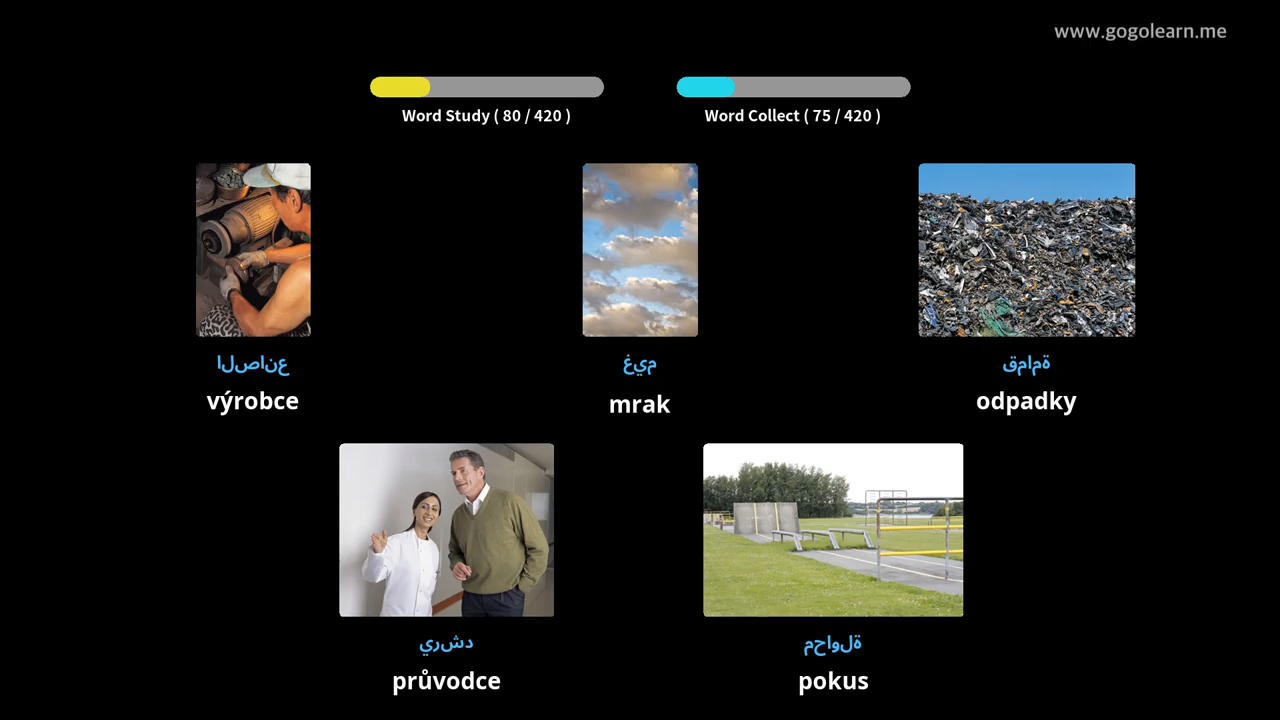 www.gogolearn.me
Word Study ( 80 / 420 )
Word Collect ( 75 / 420 )
الصانع
غيم
قمامة
výrobce
mrak
odpadky
يرشد
محاولة
průvodce
pokus